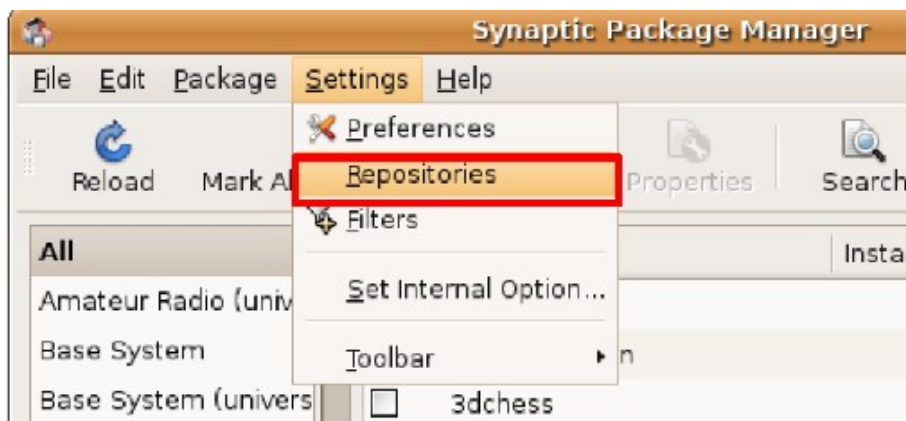 Synaptic Package Manager
File Edit Package Settings Help
Preferences
Reload Mark Al Repositories Properties Search
Filters
All Insta
Set Internal Option...
Amateur Radio (univ
Base System Toolbar n
Base System (univers 3dchess